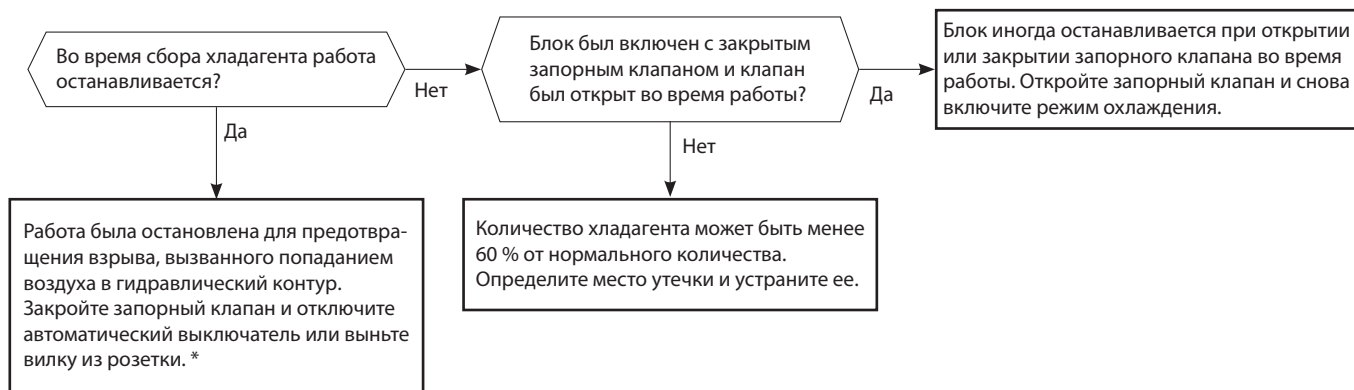 Во время сбора хладагента работа
останавливается?
Нет
Да
Блок был включен с закрытым
запорным клапаном и клапан
был открыт во время работы?
Да
Нет
Блок иногда останавливается при открытии
или закрытии запорного клапана во время
работы. Откройте запорный клапан и снова
включите режим охлаждения.
Работа была остановлена для предотвра-
щения взрыва, вызванного попаданием
воздуха в гидравлический контур.
Закройте запорный клапан и отключите
автоматический выключатель или выньте
вилку из розетки. *
Количество хладагента может быть менее
60 % от нормального количества.
Определите место утечки и устраните ее.